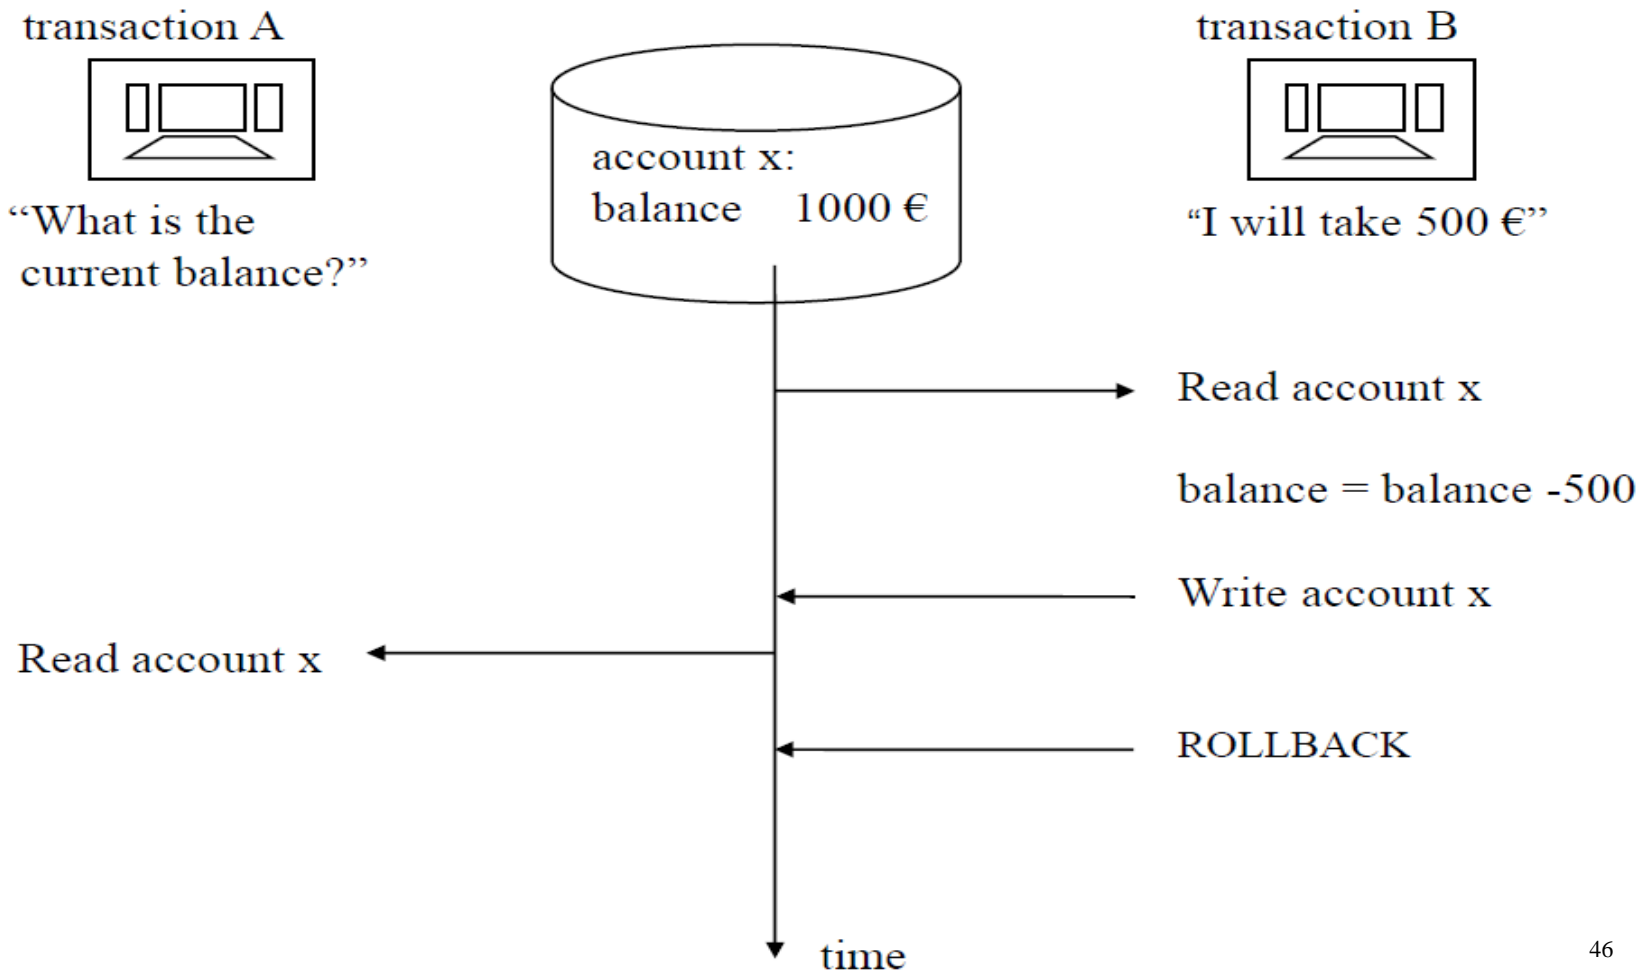 transaction A
transaction B
account x:
balance 1000 €
“What is the
current balance?”
“I will take 500 €”
Read account x
balance = balance -500
Write account x
Read account x
ROLLBACK
time
46